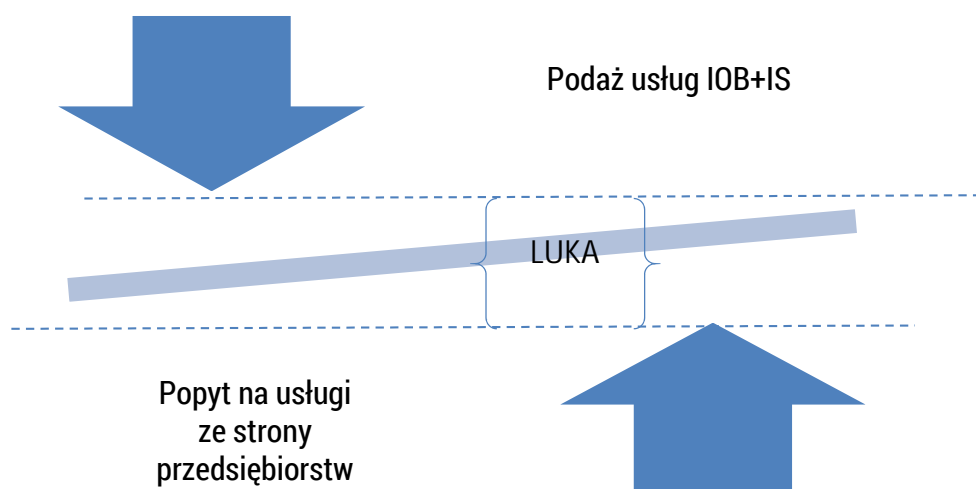 Podaż usług IOB+IS
LUKA
Popyt na usługi
ze strony
przedsiębiorstw